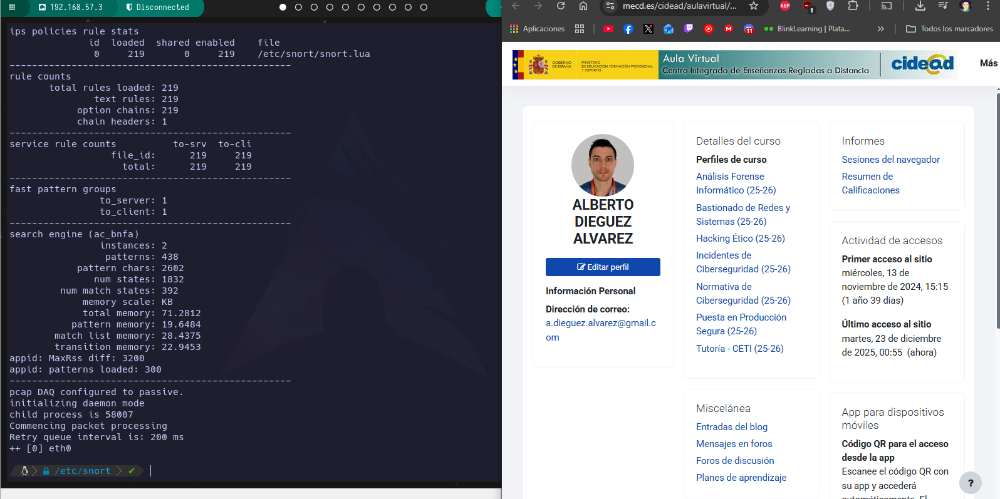 192.168.57.3
Disconnected
ips policies rule stats
id  loaded  shared enabled    file
0     219       0     219    /etc/snort/snort.lua
--------------------------------------------------
rule counts
total rules loaded: 219
text rules: 219
option chains: 219
chain headers: 1
--------------------------------------------------
service rule counts          to-srv  to-cli
file_id:      219     219
total:      219     219
--------------------------------------------------
fast pattern groups
to_server: 1
to_client: 1
--------------------------------------------------
search engine (ac_bnfa)
instances: 2
patterns: 438
pattern chars: 2602
num states: 1832
num match states: 392
memory scale: KB
total memory: 71.2812
pattern memory: 19.6484
match list memory: 28.4375
transition memory: 22.9453
appid: MaxRss diff: 3200
appid: patterns loaded: 300
--------------------------------------------------
pcap DAQ configured to passive.
initializing daemon mode
child process is 58007
Commencing packet processing
Retry queue interval is: 200 ms
++ [0] eth0
/etc/snort
mecd.es/cidead/aulavirtual/...
ABP
1
Aplicaciones
11
BlinkLearning | Plata...
»
Todos los marcadores
GOBIERNO
DE ESPAÑA
MINISTERIO
DE EDUCACIÓN, FORMACIÓN PROFESIONAL
Y DEPORTES
Aula Virtual
Centro Integrado de Enseñanzas Regladas a Distancia
cidead
Más
ALBERTO
DIEGUEZ
ALVAREZ
Editar perfil
Información Personal
Dirección de correo:
a.dieguez.alvarez@gmail.c
om
Detalles del curso
Perfiles de curso
Análisis Forense
Informático (25-26)
Bastionado de Redes y
Sistemas (25-26)
Hacking Ético (25-26)
Incidentes de
Ciberseguridad (25-26)
Normativa de
Ciberseguridad (25-26)
Puesta en Producción
Segura (25-26)
Tutoría - CETI (25-26)
Miscelánea
Entradas del blog
Mensajes en foros
Foros de discusión
Planes de aprendizaje
Informes
Sesiones del navegador
Resumen de
Calificaciones
Actividad de accesos
Primer acceso al sitio
miércoles, 13 de
noviembre de 2024, 15:15
(1 año 39 días)
Último acceso al sitio
martes, 23 de diciembre
de 2025, 00:55  (ahora)
App para dispositivos
móviles
Código QR para el acceso
desde la app
Escanee el código QR con
su app y accederá
automáticamente. El
?